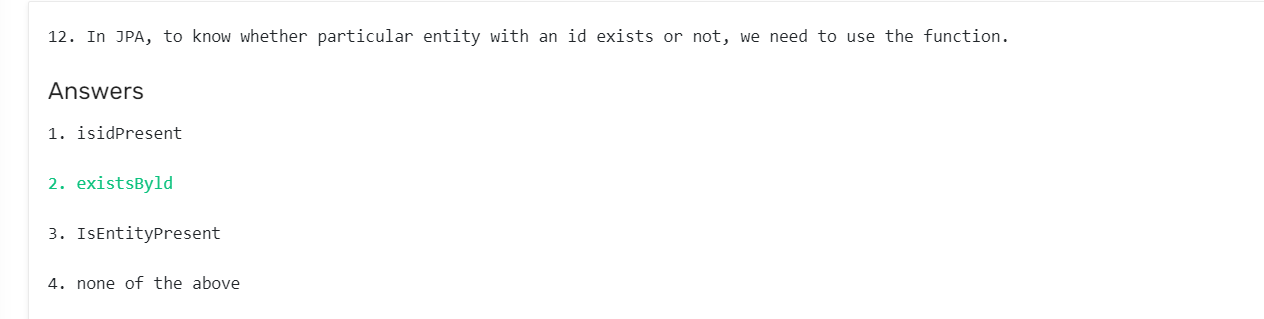 12. In JPA, to know whether particular entity with an id exists or not, we need to use the function.
Answers
1. isidPresent
2. existsByld
3. IsEntityPresent
4. none of the above